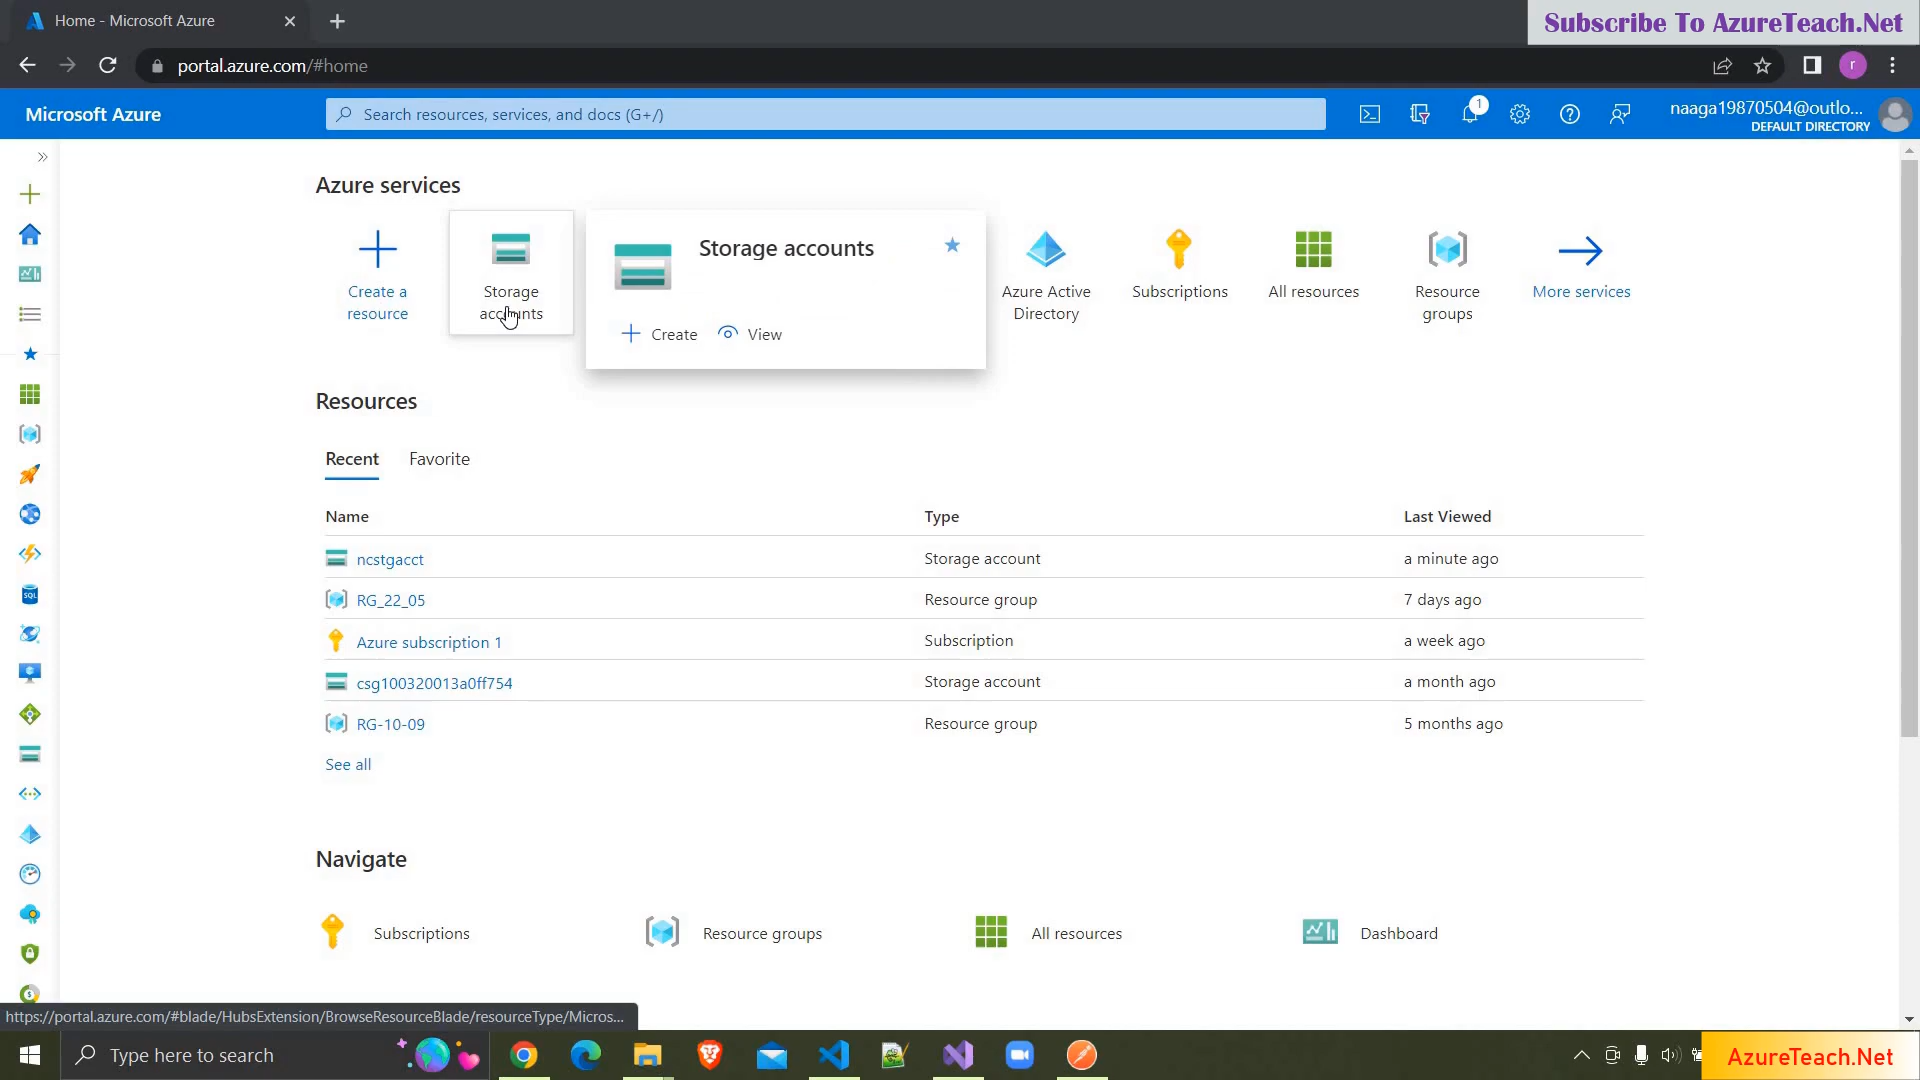 Home - Microsoft Azure
Subscribe To AzureTeach.Net
portal.azure.com/#home
r
Microsoft Azure
Search resources, services, and docs (G+/)
1
naaga19870504@outlo...
DEFAULT DIRECTORY
Azure services
Create a
resource
Storage
accounts
Storage accounts
Create
View
Azure Active
Directory
Subscriptions
All resources
Resource
groups
More services
Resources
Recent
Favorite
Name
Type
Last Viewed
ncstgacct
Storage account
a minute ago
RG_22_05
Resource group
7 days ago
Azure subscription 1
Subscription
a week ago
csg100320013a0ff754
Storage account
a month ago
RG-10-09
Resource group
5 months ago
See all
Navigate
Subscriptions
Resource groups
All resources
Dashboard
SQL
https://portal.azure.com/#blade/HubsExtension/BrowseResourceBlade/resourceType/Micros...
Type here to search
AzureTeach.Net